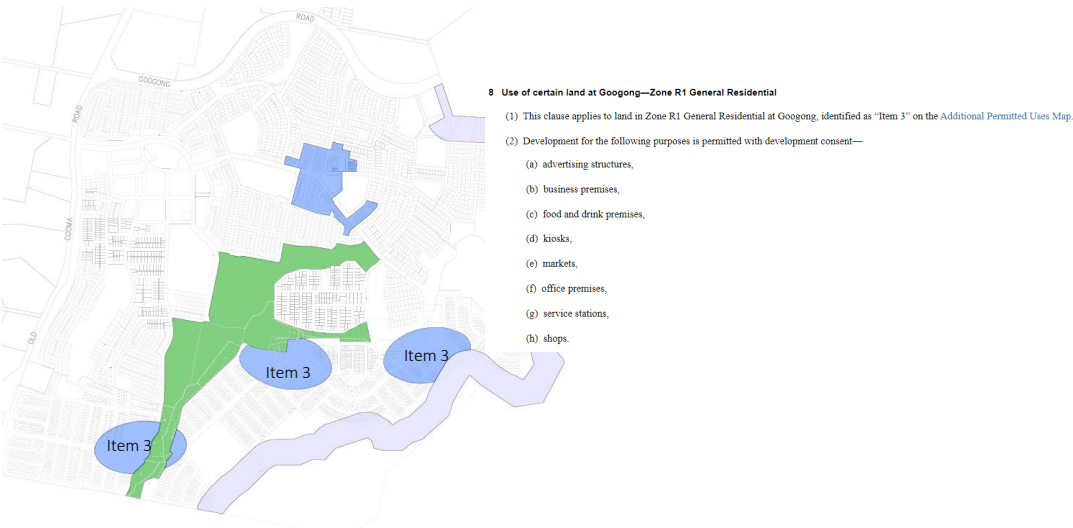 ROAD
GOOGONG
ROAD
COOMA
OLD
Item 3
Item 3
Item 3
8 Use of certain land at Googong—Zone R1 General Residential
(1) This clause applies to land in Zone R1 General Residential at Googong, identified as “Item 3” on the Additional Permitted Uses Map.
(2) Development for the following purposes is permitted with development consent—
(a) advertising structures,
(b) business premises,
(c) food and drink premises,
(d) kiosks,
(e) markets,
(f) office premises,
(g) service stations,
(h) shops.